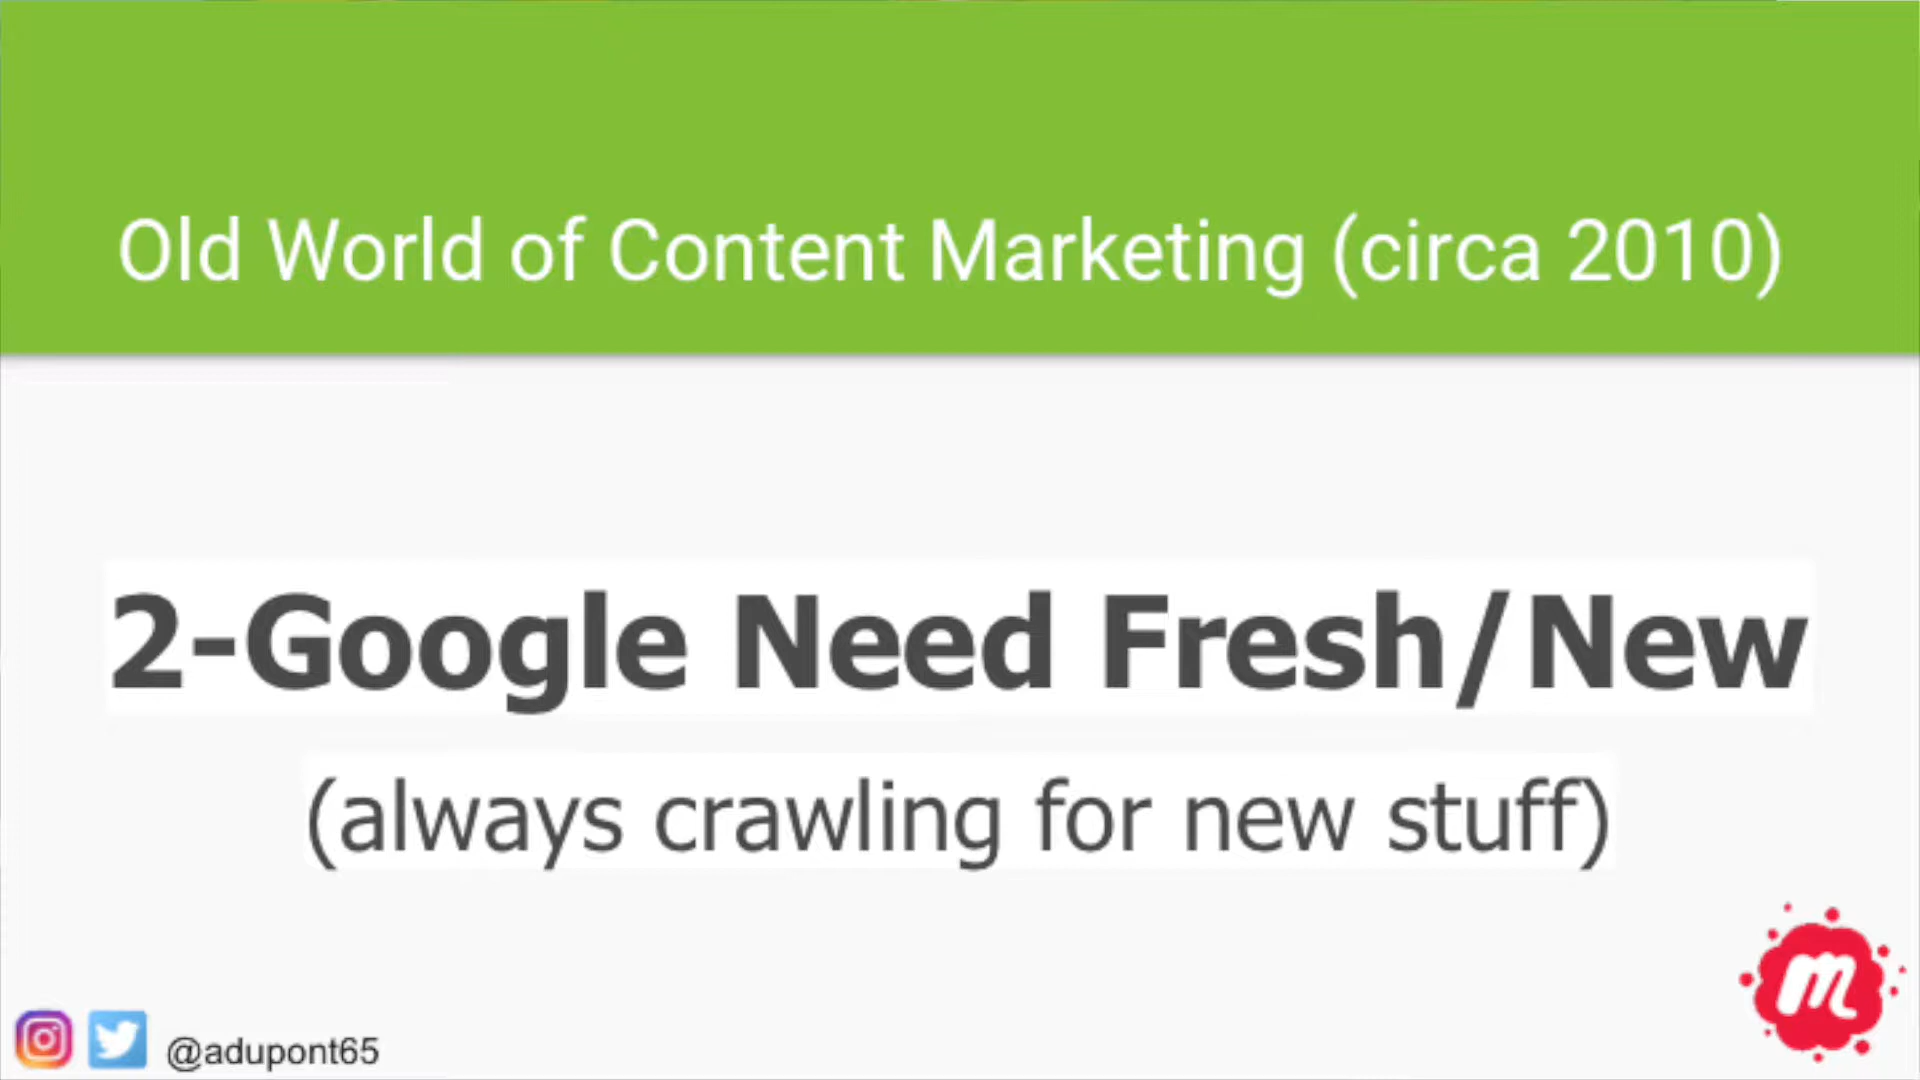 Old World of Content Marketing (circa 2010)
2-Google Need Fresh/New
(always crawling for new stuff)
m
@adupont65